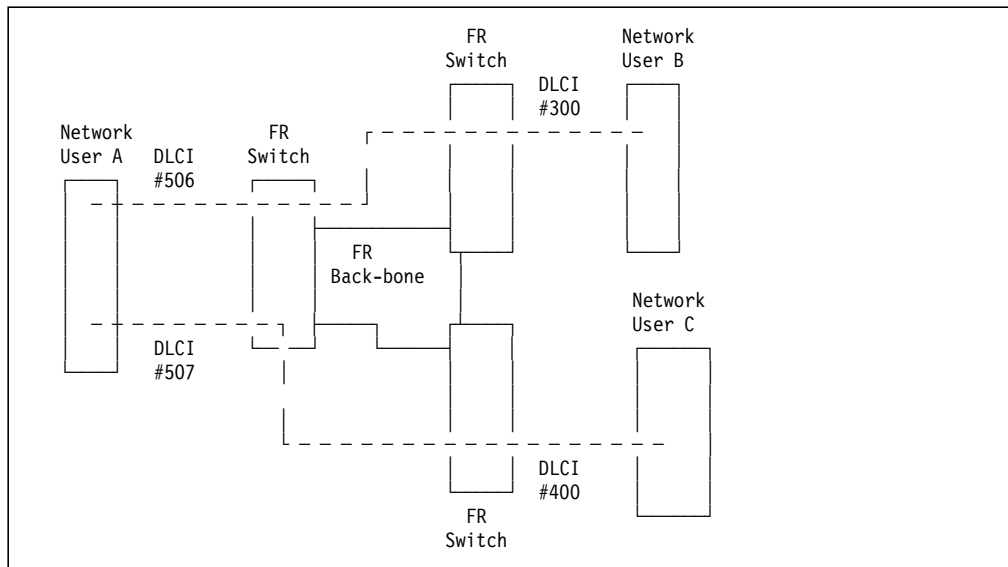 FR
Switch
Network
User B
DLCI
#300
Network
User A
DLCI
#506
FR
Switch
FR
Back-bone
Network
User C
DLCI
#507
DLCI
#400
FR
Switch